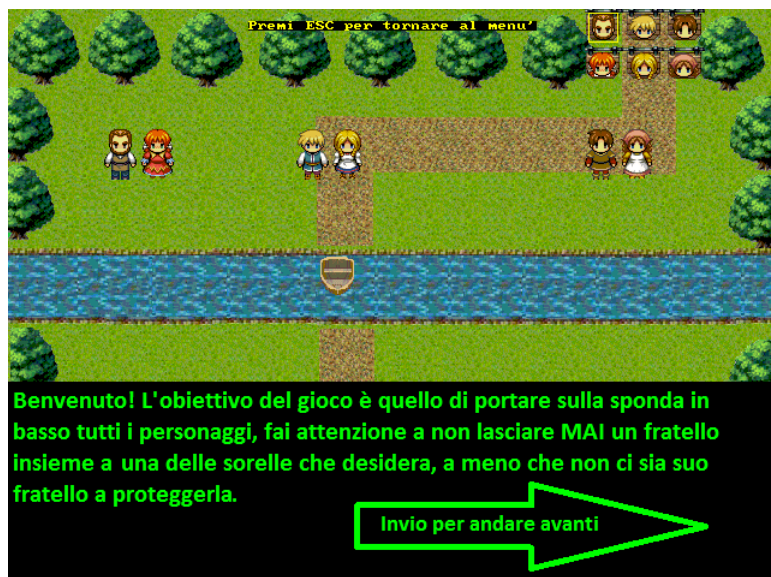 Premi ESC per tornare al menu'
Benvenuto! L'obiettivo del gioco è quello di portare sulla sponda in
basso tutti i personaggi, fai attenzione a non lasciare MAI un fratello
insieme a una delle sorelle che desidera, a meno che non ci sia suo
fratello a proteggerla.
Invio per andare avanti